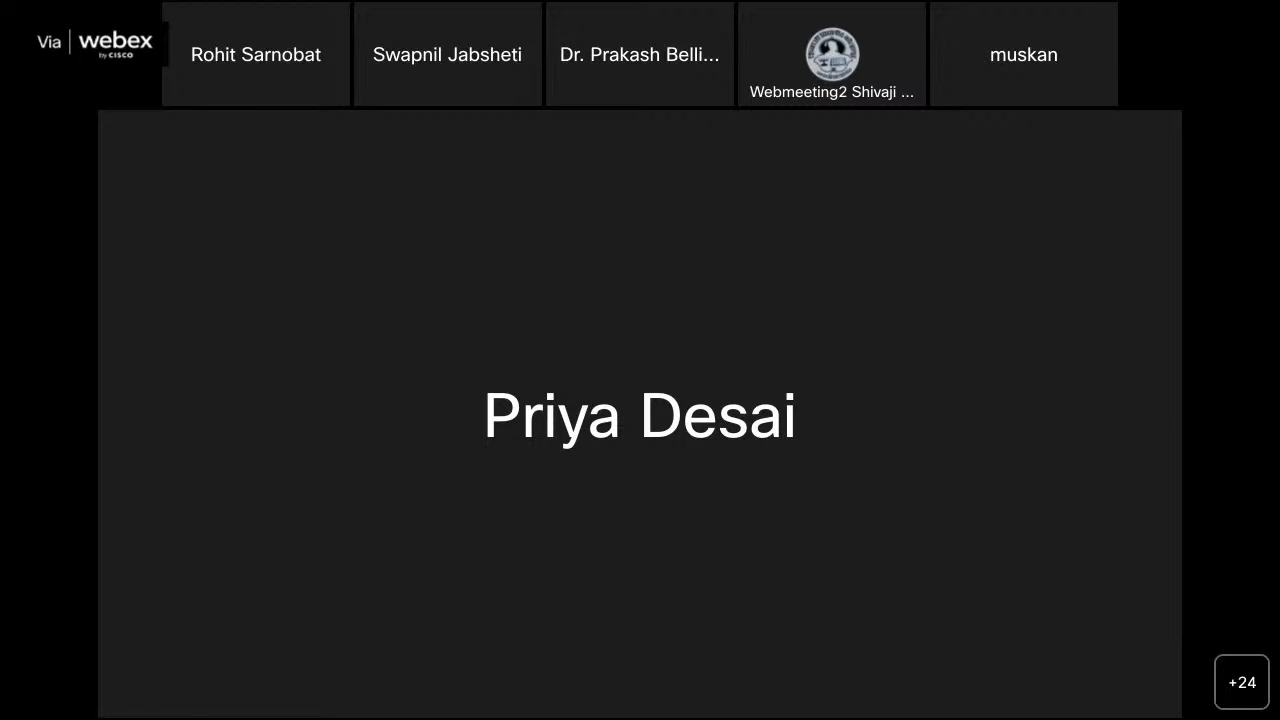 Via webex
by CISCO
Rohit Sarnobat
Swapnil Jabsheti
Dr. Prakash Belli...
Webmeeting2 Shivaji ...
muskan
Priya Desai
+24